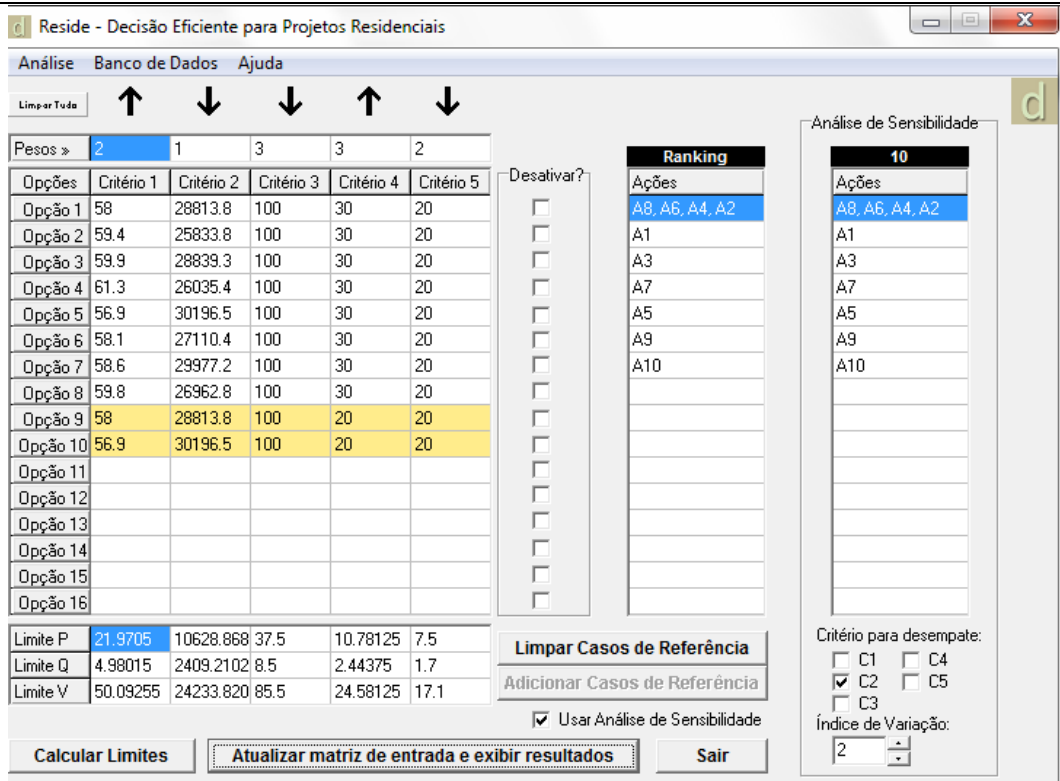 Reside - Decisão Eficiente para Projetos Residenciais
Análise Banco de Dados Ajuda
Limpar Tudo
d
Pesos » 2 1 3 3 2
Opções Critério 1 Critério 2 Critério 3 Critério 4 Critério 5
Opção 1 58 28813.8 100 30 20
Opção 2 59.4 25833.8 100 30 20
Opção 3 59.9 28839.3 100 30 20
Opção 4 61.3 26035.4 100 30 20
Opção 5 56.9 30196.5 100 30 20
Opção 6 58.1 27110.4 100 30 20
Opção 7 58.6 29977.2 100 30 20
Opção 8 59.8 26962.8 100 30 20
Opção 9 58 28813.8 100 20 20
Opção 10 56.9 30196.5 100 20 20
Opção 11
Opção 12
Opção 13
Opção 14
Opção 15
Opção 16
Limite P 21.9705 10628.868 37.5 10.78125 7.5
Limite Q 4.98015 2409.2102 8.5 2.44375 1.7
Limite V 50.09255 24233.820 85.5 24.58125 17.1
Desativar?
Ranking
Ações
A8, A6, A4, A2
A1
A3
A7
A5
A9
A10
Análise de Sensibilidade
10
Ações
A8, A6, A4, A2
A1
A3
A7
A5
A9
A10
Limpar Casos de Referência
Adicionar Casos de Referência
Usar Análise de Sensibilidade
Critério para desempate:
C1 C4
C2 C5
C3
Índice de Variação:
2
Calcular Limites
Atualizar matriz de entrada e exibir resultados
Sair